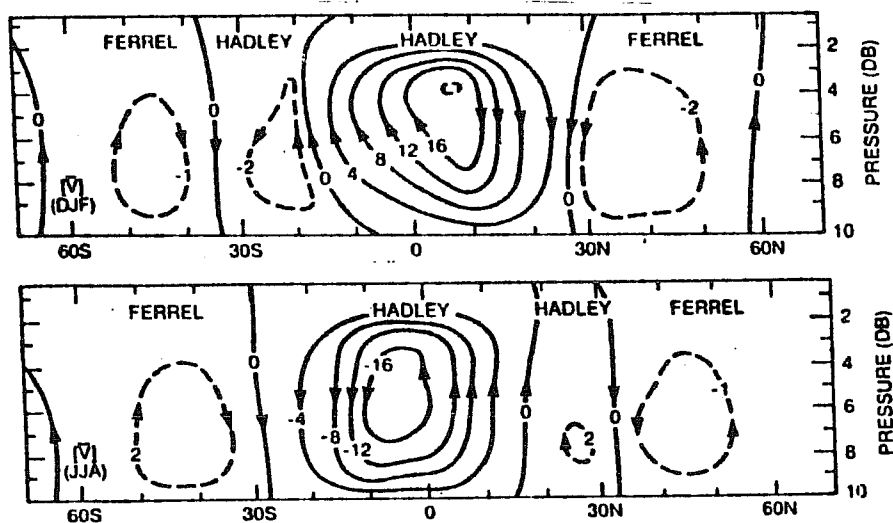 FERREL HADLEY HADLEY FERREL
0 0 0 0 0
-1 -2 4 8 12 16 -2
[V̄]
(DJF)
2
4
6
8
10
PRESSURE (DB)
60S 30S 0 30N 60N
FERREL HADLEY HADLEY FERREL
0 0 0
2 -4 -8 -12 -16 2 -1
[V̄]
(JJA)
2
4
6
8
10
PRESSURE (DB)
60S 30S 0 30N 60N